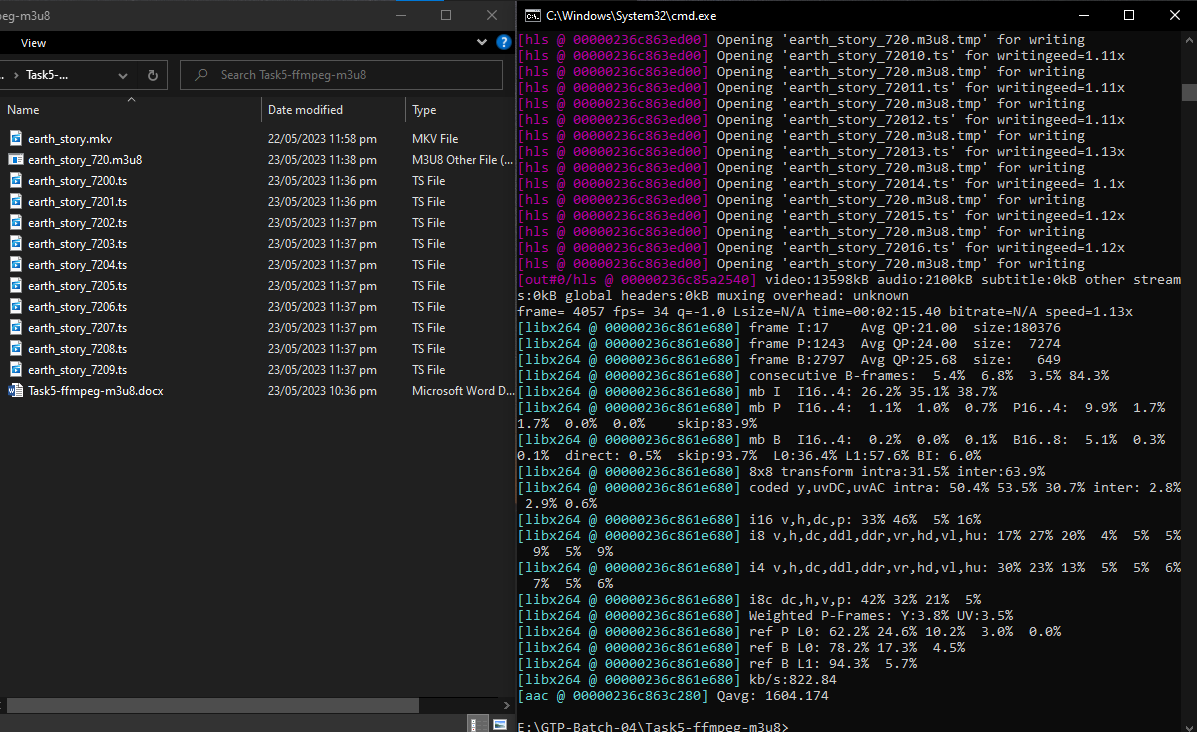 peg-m3u8
View
Task5-...
Search Task5-ffmpeg-m3u8
Name Date modified Type
earth_story.mkv 22/05/2023 11:58 pm MKV File
earth_story_720.m3u8 23/05/2023 11:38 pm M3U8 Other File (...
earth_story_7200.ts 23/05/2023 11:36 pm TS File
earth_story_7201.ts 23/05/2023 11:36 pm TS File
earth_story_7202.ts 23/05/2023 11:37 pm TS File
earth_story_7203.ts 23/05/2023 11:37 pm TS File
earth_story_7204.ts 23/05/2023 11:37 pm TS File
earth_story_7205.ts 23/05/2023 11:37 pm TS File
earth_story_7206.ts 23/05/2023 11:37 pm TS File
earth_story_7207.ts 23/05/2023 11:37 pm TS File
earth_story_7208.ts 23/05/2023 11:37 pm TS File
earth_story_7209.ts 23/05/2023 11:37 pm TS File
Task5-ffmpeg-m3u8.docx 23/05/2023 10:36 pm Microsoft Word D...
C:\Windows\System32\cmd.exe
[hls @ 00000236c863ed00] Opening 'earth_story_720.m3u8.tmp' for writing
[hls @ 00000236c863ed00] Opening 'earth_story_72010.ts' for writingeed=1.11x
[hls @ 00000236c863ed00] Opening 'earth_story_720.m3u8.tmp' for writing
[hls @ 00000236c863ed00] Opening 'earth_story_72011.ts' for writingeed=1.11x
[hls @ 00000236c863ed00] Opening 'earth_story_720.m3u8.tmp' for writing
[hls @ 00000236c863ed00] Opening 'earth_story_72012.ts' for writingeed=1.11x
[hls @ 00000236c863ed00] Opening 'earth_story_720.m3u8.tmp' for writing
[hls @ 00000236c863ed00] Opening 'earth_story_72013.ts' for writingeed=1.13x
[hls @ 00000236c863ed00] Opening 'earth_story_720.m3u8.tmp' for writing
[hls @ 00000236c863ed00] Opening 'earth_story_72014.ts' for writingeed= 1.1x
[hls @ 00000236c863ed00] Opening 'earth_story_720.m3u8.tmp' for writing
[hls @ 00000236c863ed00] Opening 'earth_story_72015.ts' for writingeed=1.12x
[hls @ 00000236c863ed00] Opening 'earth_story_720.m3u8.tmp' for writing
[hls @ 00000236c863ed00] Opening 'earth_story_72016.ts' for writingeed=1.12x
[hls @ 00000236c863ed00] Opening 'earth_story_720.m3u8.tmp' for writing
[out#0/hls @ 00000236c85a2540] video:13598kB audio:2100kB subtitle:0kB other stream
s:0kB global headers:0kB muxing overhead: unknown
frame= 4057 fps= 34 q=-1.0 Lsize=N/A time=00:02:15.40 bitrate=N/A speed=1.13x
[libx264 @ 00000236c861e680] frame I:17 Avg QP:21.00 size:180376
[libx264 @ 00000236c861e680] frame P:1243 Avg QP:24.00 size: 7274
[libx264 @ 00000236c861e680] frame B:2797 Avg QP:25.68 size: 649
[libx264 @ 00000236c861e680] consecutive B-frames: 5.4% 6.8% 3.5% 84.3%
[libx264 @ 00000236c861e680] mb I I16..4: 26.2% 35.1% 38.7%
[libx264 @ 00000236c861e680] mb P I16..4: 1.1% 1.0% 0.7% P16..4: 9.9% 1.7%
1.7% 0.0% 0.0% skip:83.9%
[libx264 @ 00000236c861e680] mb B I16..4: 0.2% 0.0% 0.1% B16..8: 5.1% 0.3%
0.1% direct: 0.5% skip:93.7% L0:36.4% L1:57.6% BI: 6.0%
[libx264 @ 00000236c861e680] 8x8 transform intra:31.5% inter:63.9%
[libx264 @ 00000236c861e680] coded y,uvDC,uvAC intra: 50.4% 53.5% 30.7% inter: 2.8%
2.9% 0.6%
[libx264 @ 00000236c861e680] i16 v,h,dc,p: 33% 46% 5% 16%
[libx264 @ 00000236c861e680] i8 v,h,dc,ddl,ddr,vr,hd,vl,hu: 17% 27% 20% 4% 5% 5%
9% 5% 9%
[libx264 @ 00000236c861e680] i4 v,h,dc,ddl,ddr,vr,hd,vl,hu: 30% 23% 13% 5% 5% 6%
7% 5% 6%
[libx264 @ 00000236c861e680] i8c dc,h,v,p: 42% 32% 21% 5%
[libx264 @ 00000236c861e680] Weighted P-Frames: Y:3.8% UV:3.5%
[libx264 @ 00000236c861e680] ref P L0: 62.2% 24.6% 10.2% 3.0% 0.0%
[libx264 @ 00000236c861e680] ref B L0: 78.2% 17.3% 4.5%
[libx264 @ 00000236c861e680] ref B L1: 94.3% 5.7%
[libx264 @ 00000236c861e680] kb/s:822.84
[aac @ 00000236c863c280] Qavg: 1604.174
E:\GTP-Batch-04\Task5-ffmpeg-m3u8>